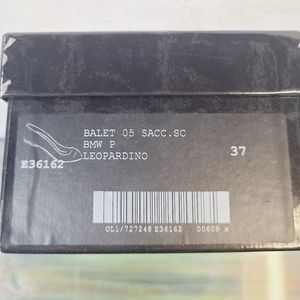 BALET 05 SACC.SC
BMW P
LEOPARDINO
37
E36162
OL1/727248 E36162 00609 M